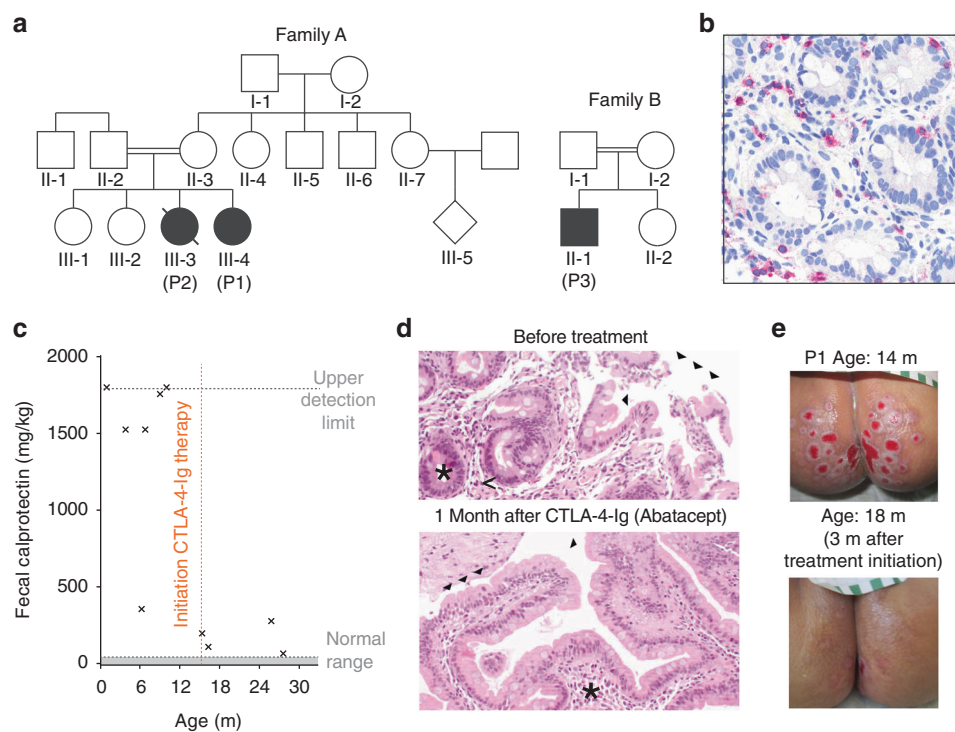 a
Family A
I-1
I-2
II-1
II-2
II-3
II-4
II-5
II-6
II-7
III-1
III-2
III-3
(P2)
III-4
(P1)
III-5
Family B
I-1
I-2
II-1
(P3)
II-2
b
c
Fecal calprotectin (mg/kg)
2000
1500
1000
500
0
0
6
12
18
24
30
Age (m)
Initiation CTLA-4-Ig therapy
Upper
detection
limit
Normal
range
d
Before treatment
*
<
1 Month after CTLA-4-Ig (Abatacept)
*
e
P1 Age: 14 m
Age: 18 m
(3 m after
treatment initiation)